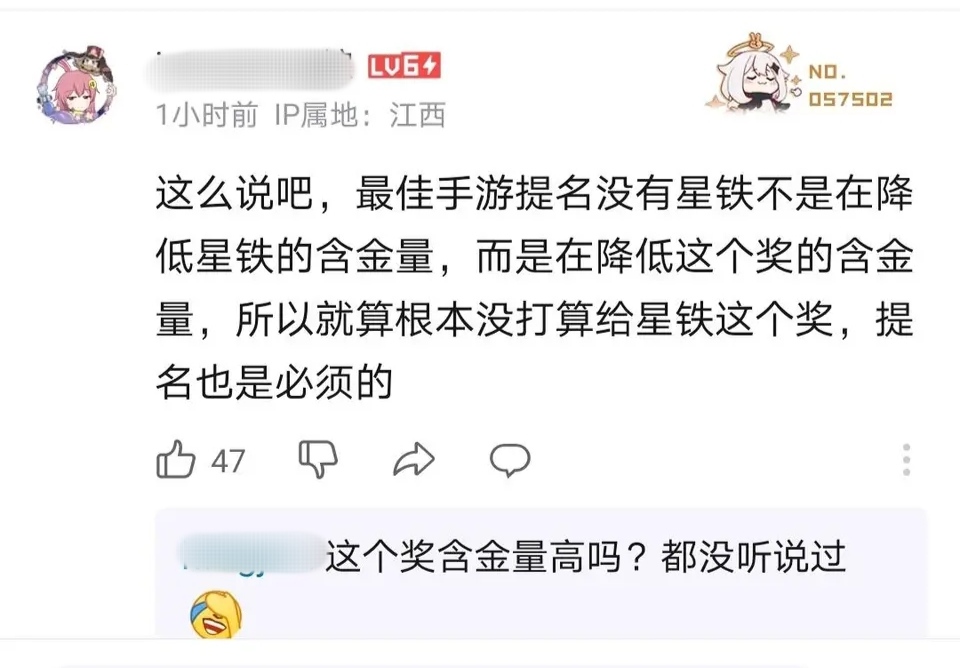 LV6
NO.
057502
1小时前 IP属地：江西
这么说吧，最佳手游提名没有星铁不是在降
低星铁的含金量，而是在降低这个奖的含金
量，所以就算根本没打算给星铁这个奖，提
名也是必须的
47
这个奖含金量高吗？都没听说过